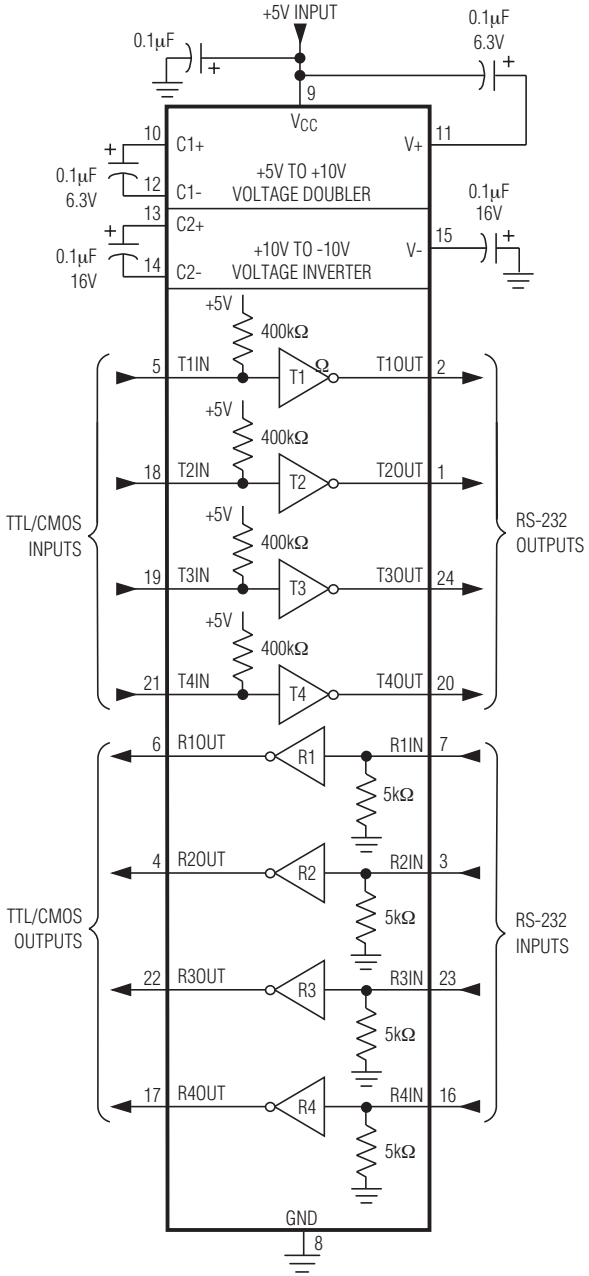 +5V INPUT
0.1μF
0.1μF
6.3V
9
VCC
10
C1+
V+
11
+5V TO +10V
VOLTAGE DOUBLER
0.1μF
6.3V
12
C1-
13
C2+
0.1μF
16V
+10V TO -10V
VOLTAGE INVERTER
V-
15
0.1μF
16V
14
C2-
+5V
400kΩ
Ω
5
T1IN
T1
T1OUT
2
+5V
400kΩ
18
T2IN
T2
T2OUT
1
TTL/CMOS
INPUTS
RS-232
OUTPUTS
+5V
400kΩ
19
T3IN
T3
T3OUT
24
+5V
400kΩ
21
T4IN
T4
T4OUT
20
6
R1OUT
R1
R1IN
7
5kΩ
4
R2OUT
R2
R2IN
3
5kΩ
TTL/CMOS
OUTPUTS
RS-232
INPUTS
22
R3OUT
R3
R3IN
23
5kΩ
17
R4OUT
R4
R4IN
16
5kΩ
GND
8